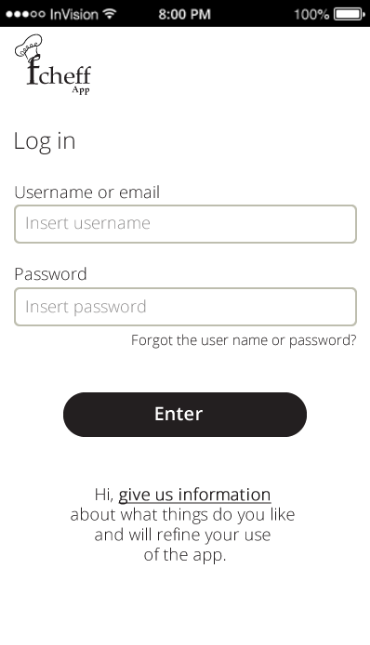 InVision 8:00 PM 100%
fcheff
App
Log in
Username or email
Insert username
Password
Insert password
Forgot the user name or password?
Enter
Hi, give us information
about what things do you like
and will refine your use
of the app.